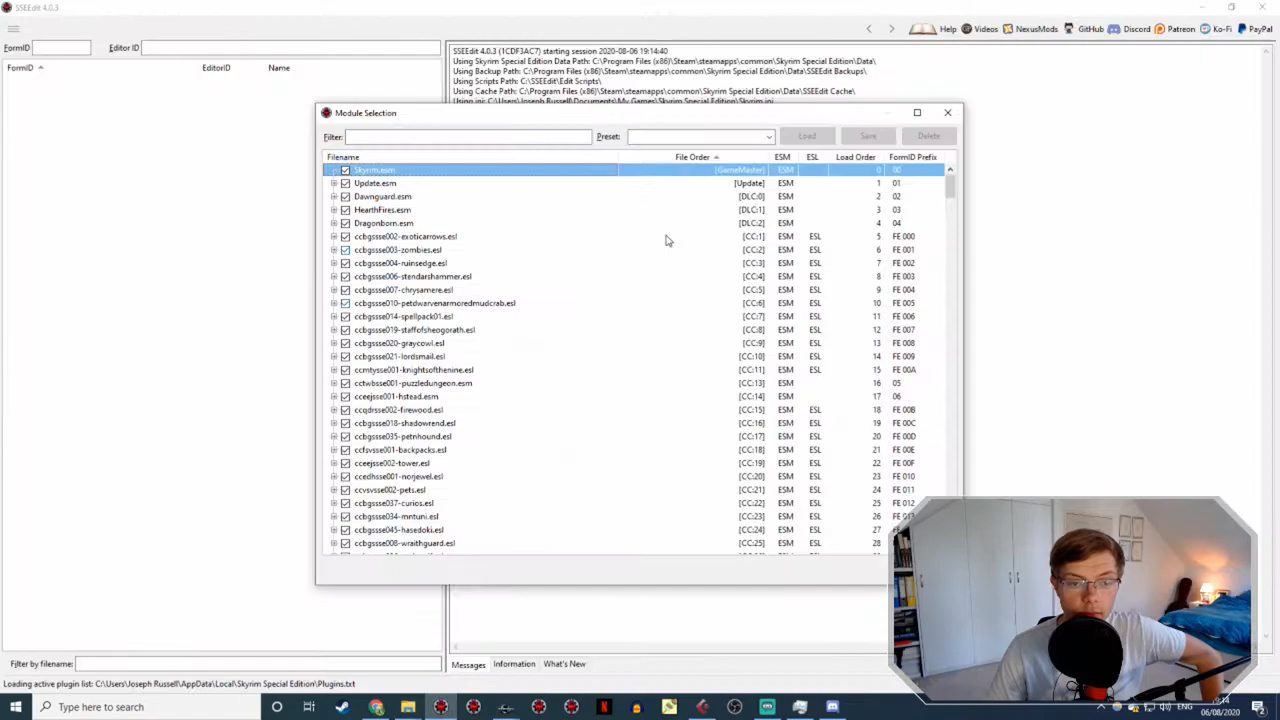 SSEEdit 4.0.3
Help Videos NexusMods GitHub Discord Patreon Ko-Fi PayPal
FormID Editor ID
FormID EditorID Name
SSEEdit 4.0.3 (1CDF3AC7) starting session 2020-08-06 19:14:40
Using Skyrim Special Edition Data Path: C:\Program Files (x86)\Steam\steamapps\common\Skyrim Special Edition\Data\
Using Backup Path: C:\Program Files (x86)\Steam\steamapps\common\Skyrim Special Edition\Data\SSEEdit Backups\
Using Scripts Path: C:\SSEEdit\Edit Scripts\
Using Cache Path: C:\Program Files (x86)\Steam\steamapps\common\Skyrim Special Edition\Data\SSEEdit Cache\
Using ini: C:\Users\Joseph Russell\Documents\My Games\Skyrim Special Edition\Skyrim.ini
Module Selection
Filter: Preset: Load Save Delete
Filename File Order ESM ESL Load Order FormID Prefix
Skyrim.esm [GameMaster] ESM 0 00
Update.esm [Update] ESM 1 01
Dawnguard.esm [DLC:0] ESM 2 02
HearthFires.esm [DLC:1] ESM 3 03
Dragonborn.esm [DLC:2] ESM 4 04
ccbgssse002-exoticarrows.esl [CC:1] ESM ESL 5 FE 000
ccbgssse003-zombies.esl [CC:2] ESM ESL 6 FE 001
ccbgssse004-ruinsedge.esl [CC:3] ESM ESL 7 FE 002
ccbgssse006-stendarshammer.esl [CC:4] ESM ESL 8 FE 003
ccbgssse007-chrysamere.esl [CC:5] ESM ESL 9 FE 004
ccbgssse010-petdwarvenarmoredmudcrab.esl [CC:6] ESM ESL 10 FE 005
ccbgssse014-spellpack01.esl [CC:7] ESM ESL 11 FE 006
ccbgssse019-staffofsheogorath.esl [CC:8] ESM ESL 12 FE 007
ccbgssse020-graycowl.esl [CC:9] ESM ESL 13 FE 008
ccbgssse021-lordsmail.esl [CC:10] ESM ESL 14 FE 009
ccmtysse001-knightsofthenine.esl [CC:11] ESM ESL 15 FE 00A
cctwbsse001-puzzledungeon.esm [CC:13] ESM 16 05
cceejsse001-hstead.esm [CC:14] ESM 17 06
ccqdrsse002-firewood.esl [CC:15] ESM ESL 18 FE 00B
ccbgssse018-shadowrend.esl [CC:16] ESM ESL 19 FE 00C
ccbgssse035-petnhound.esl [CC:17] ESM ESL 20 FE 00D
ccfsvsse001-backpacks.esl [CC:18] ESM ESL 21 FE 00E
cceejsse002-tower.esl [CC:19] ESM ESL 22 FE 00F
ccedhsse001-norjewel.esl [CC:20] ESM ESL 23 FE 010
ccvsvsse002-pets.esl [CC:21] ESM ESL 24 FE 011
ccbgssse037-curios.esl [CC:22] ESM ESL 25 FE 012
ccbgssse034-mntuni.esl [CC:23] ESM ESL 26
ccbgssse045-hasedoki.esl [CC:24] ESM ESL 27
ccbgssse008-wraithguard.esl [CC:25] ESM ESL 28
Filter by filename:
Messages Information What's New
Loading active plugin list: C:\Users\Joseph Russell\AppData\Local\Skyrim Special Edition\Plugins.txt
Type here to search
ENG
06/08/2020